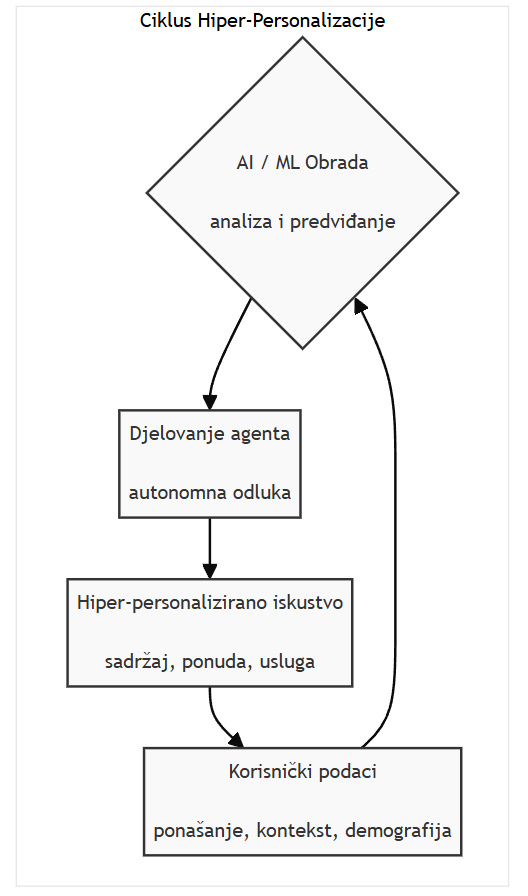 Ciklus Hiper-Personalizacije
AI / ML Obrada
analiza i predviđanje
Djelovanje agenta
autonomna odluka
Hiper-personalizirano iskustvo
sadržaj, ponuda, usluga
Korisnički podaci
ponašanje, kontekst, demografija